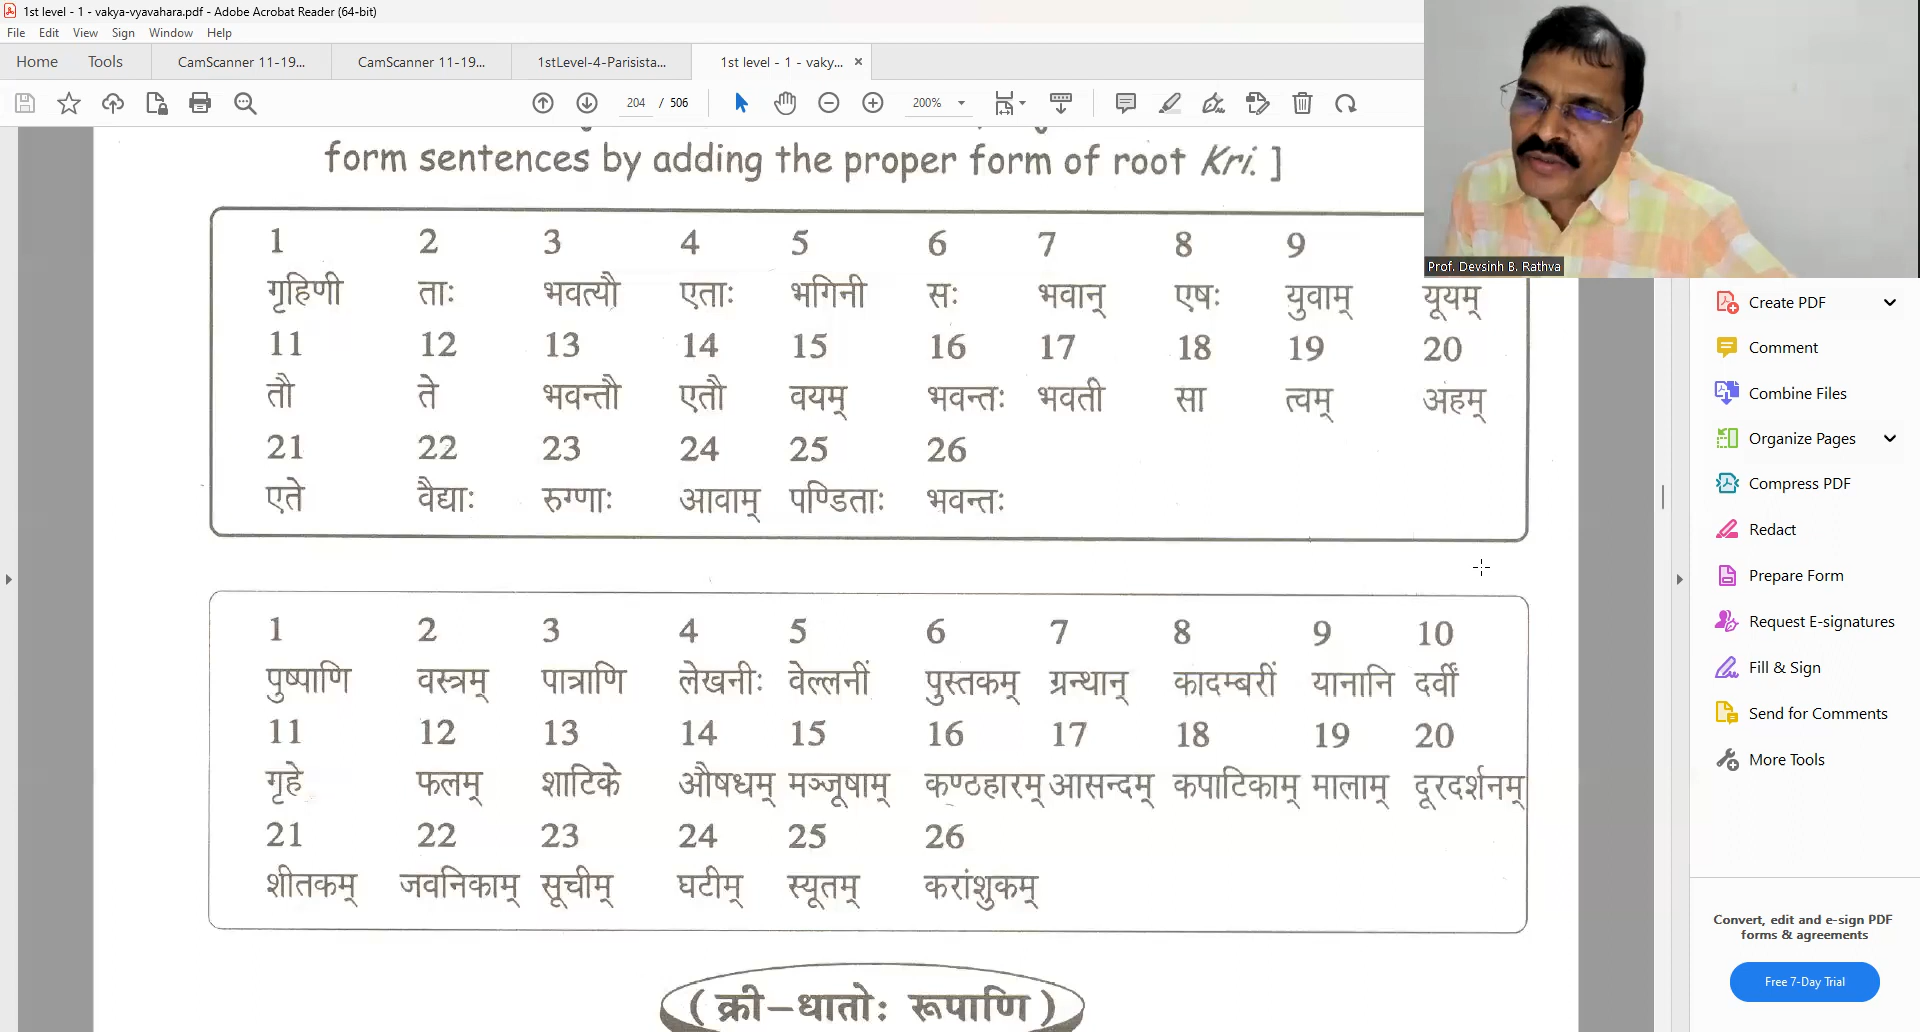 1st level - 1 - vakya-vyavahara.pdf - Adobe Acrobat Reader (64-bit)
File Edit View Sign Window Help
Home Tools CamScanner 11-19... CamScanner 11-19... 1stLevel-4-Parisista... 1st level - 1 - vaky... ×
204 / 506 200%
form sentences by adding the proper form of root Kri. ]
Prof. Devsinh B. Rathva
1 2 3 4 5 6 7 8 9
गृहिणी ताः भवत्यौ एताः भगिनी सः भवान् एषः युवाम् यूयम्
11 12 13 14 15 16 17 18 19 20
तौ ते भवन्तौ एतौ वयम् भवन्तः भवती सा त्वम् अहम्
21 22 23 24 25 26
एते वैद्याः रुग्णाः आवाम् पण्डिताः भवन्तः
1 2 3 4 5 6 7 8 9 10
पुष्पाणि वस्त्रम् पात्राणि लेखनीः वेल्लनीं पुस्तकम् ग्रन्थान् कादम्बरीं यानानि दर्वीं
11 12 13 14 15 16 17 18 19 20
गृहे फलम् शाटिके औषधम् मञ्जूषाम् कण्ठहारम् आसन्दम् कपाटिकाम् मालाम् दूरदर्शनम्
21 22 23 24 25 26
शीतकम् जवनिकाम् सूचीम् घटीम् स्यूतम् करांशुकम्
( क्री-धातोः रूपाणि )
Create PDF
Comment
Combine Files
Organize Pages
Compress PDF
Redact
Prepare Form
Request E-signatures
Fill & Sign
Send for Comments
More Tools
Convert, edit and e-sign PDF
forms & agreements
Free 7-Day Trial